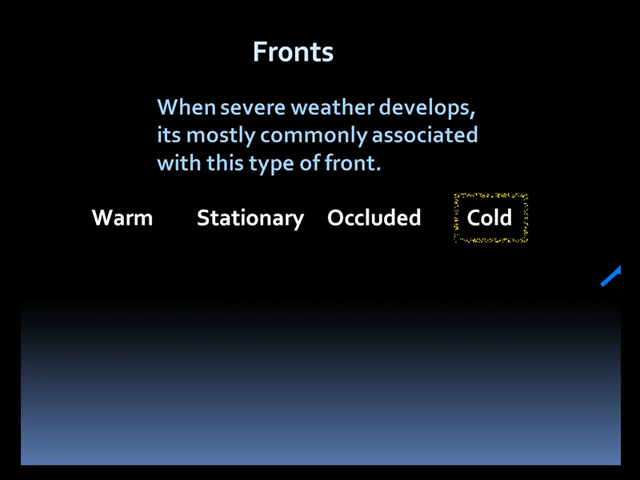 Fronts
When severe weather develops,
its mostly commonly associated
with this type of front.
Warm Stationary Occluded Cold